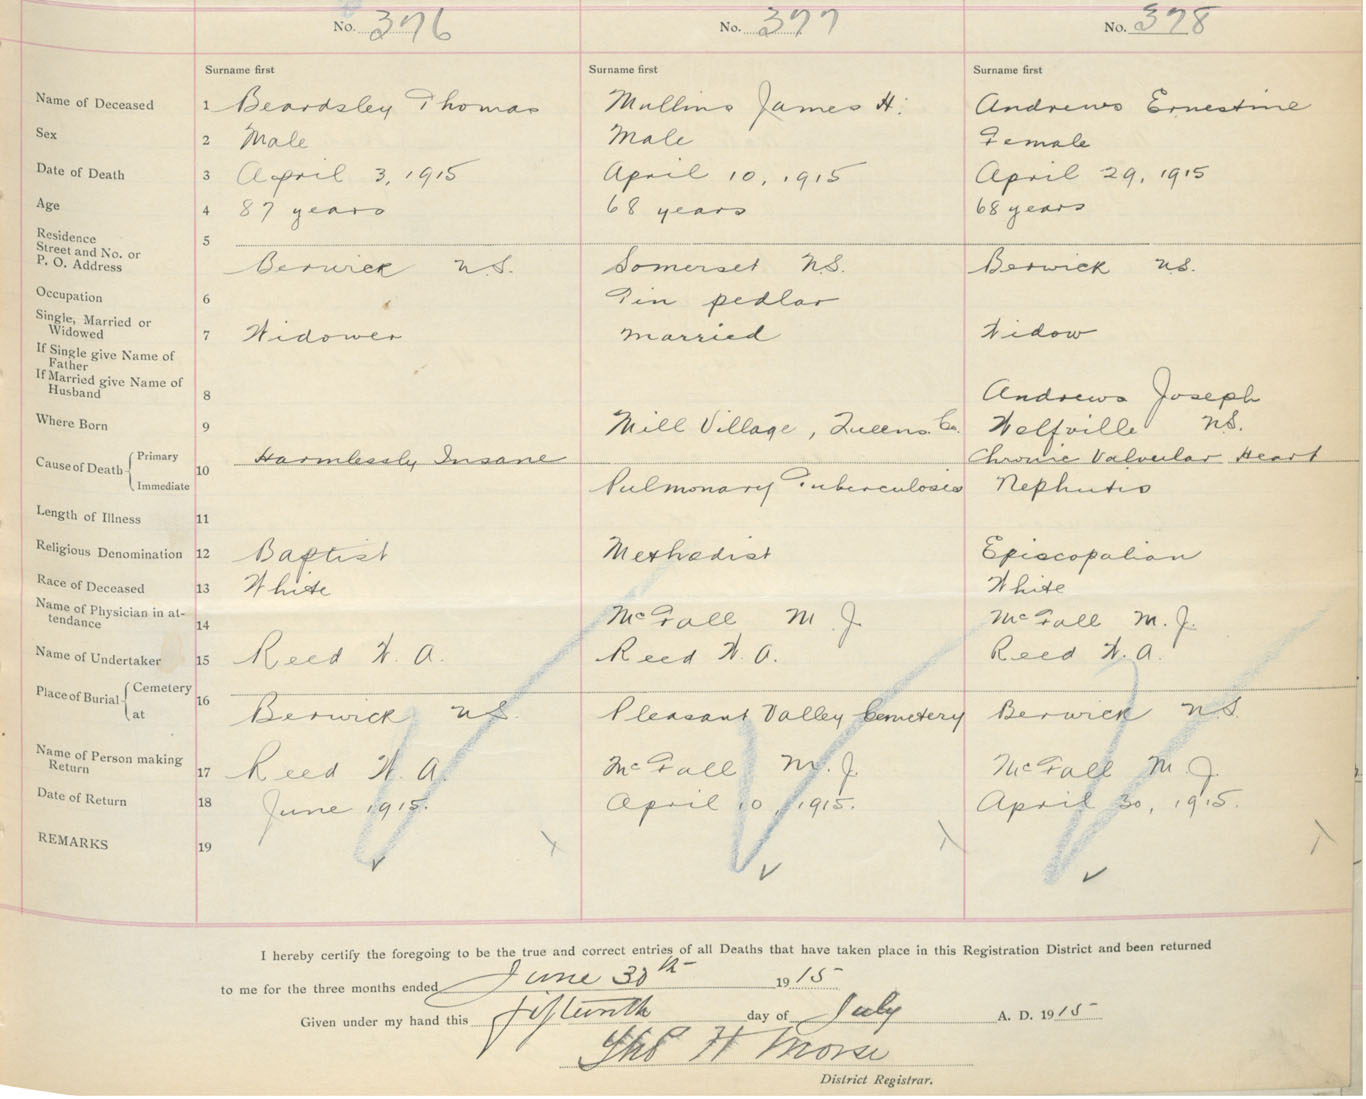 No. 376 No. 377 No. 378
Surname first Surname first Surname first
Name of Deceased 1 Beardsley Thomas Mullins James H. Andrews Ernestine
Sex 2 Male Male Female
Date of Death 3 April 3, 1915 April 10, 1915 April 29, 1915
Age 4 87 years 68 years 68 years
Residence
Street and No. or 5
P. O. Address Berwick N.S. Somerset N.S. Berwick N.S.
Occupation 6 Tin pedlar
Single, Married or
Widowed 7 Widower Married Widow
If Single give Name of
Father
If Married give Name of
Husband 8 Andrews Joseph
Where Born 9 Mill Village, Queens Co. Wolfville N.S.
Cause of Death Primary 10 Harmlessly Insane Chronic Valvular Heart
Immediate Pulmonary Tuberculosis Nephritis
Length of Illness 11
Religious Denomination 12 Baptist Methodist Episcopalian
Race of Deceased 13 White White
Name of Physician in at-
tendance 14 McFall M J. McFall M. J.
Name of Undertaker 15 Reed W. A. Reed W. A. Reed W. A.
Place of Burial Cemetery 16
at Berwick N.S. Pleasant Valley Cemetery Berwick N.S.
Name of Person making
Return 17 Reed W. A. McFall M. J. McFall M J.
Date of Return 18 June 1915. April 10, 1915. April 30, 1915.
REMARKS 19
I hereby certify the foregoing to be the true and correct entries of all Deaths that have taken place in this Registration District and been returned
to me for the three months ended June 30th 1915
Given under my hand this fifteenth day of July A. D. 1915
Thos H Morse
District Registrar.